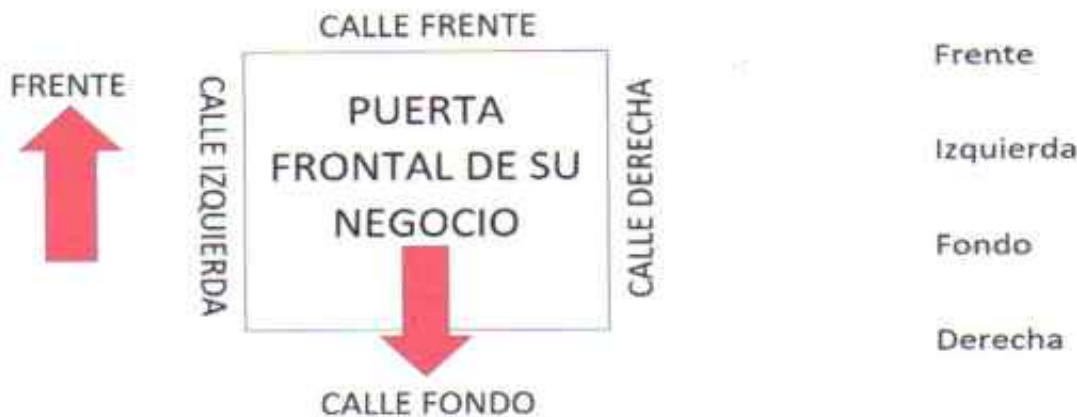 CALLE FRENTE
FRENTE
CALLE IZQUIERDA
PUERTA
FRONTAL DE SU
NEGOCIO
CALLE DERECHA
CALLE FONDO
Frente
Izquierda
Fondo
Derecha